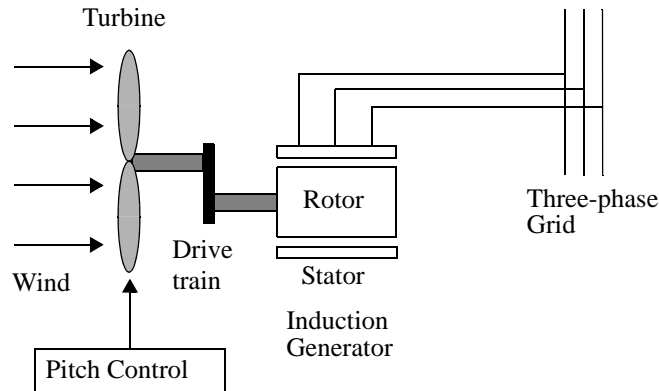 Turbine
Rotor
Three-phase
Grid
Drive
train
Wind
Stator
Induction
Generator
Pitch Control